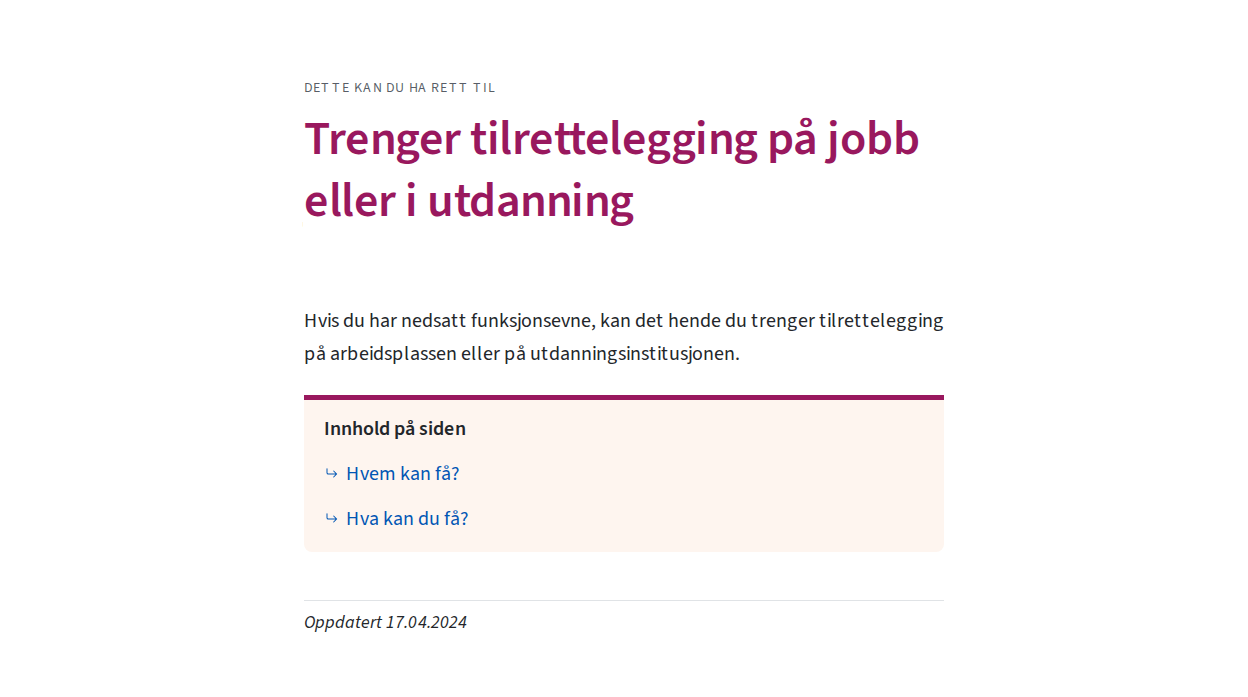 DETTE KAN DU HA RETT TIL
Trenger tilrettelegging på jobb
eller i utdanning
Hvis du har nedsatt funksjonsevne, kan det hende du trenger tilrettelegging
på arbeidsplassen eller på utdanningsinstitusjonen.
Innhold på siden
↳ Hvem kan få?
↳ Hva kan du få?
Oppdatert 17.04.2024